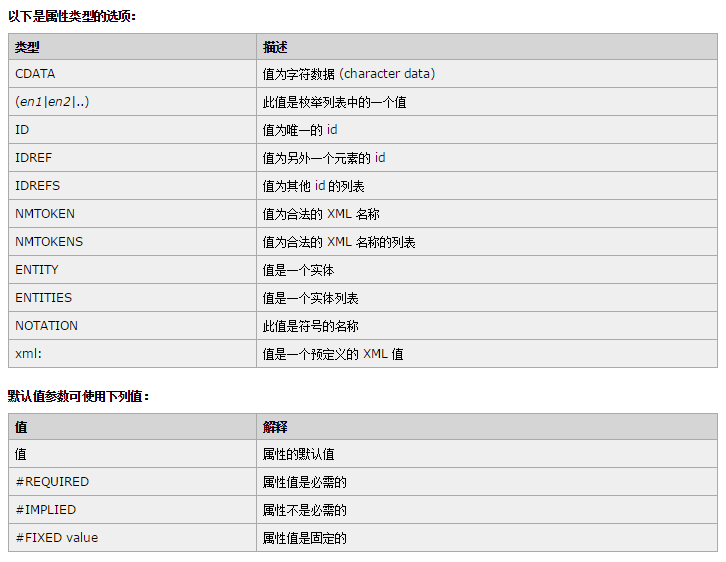 以下是属性类型的选项：
类型 描述
CDATA 值为字符数据 (character data)
(en1|en2|..) 此值是枚举列表中的一个值
ID 值为唯一的 id
IDREF 值为另外一个元素的 id
IDREFS 值为其他 id 的列表
NMTOKEN 值为合法的 XML 名称
NMTOKENS 值为合法的 XML 名称的列表
ENTITY 值是一个实体
ENTITIES 值是一个实体列表
NOTATION 此值是符号的名称
xml: 值是一个预定义的 XML 值
默认值参数可使用下列值：
值 解释
值 属性的默认值
#REQUIRED 属性值是必需的
#IMPLIED 属性不是必需的
#FIXED value 属性值是固定的